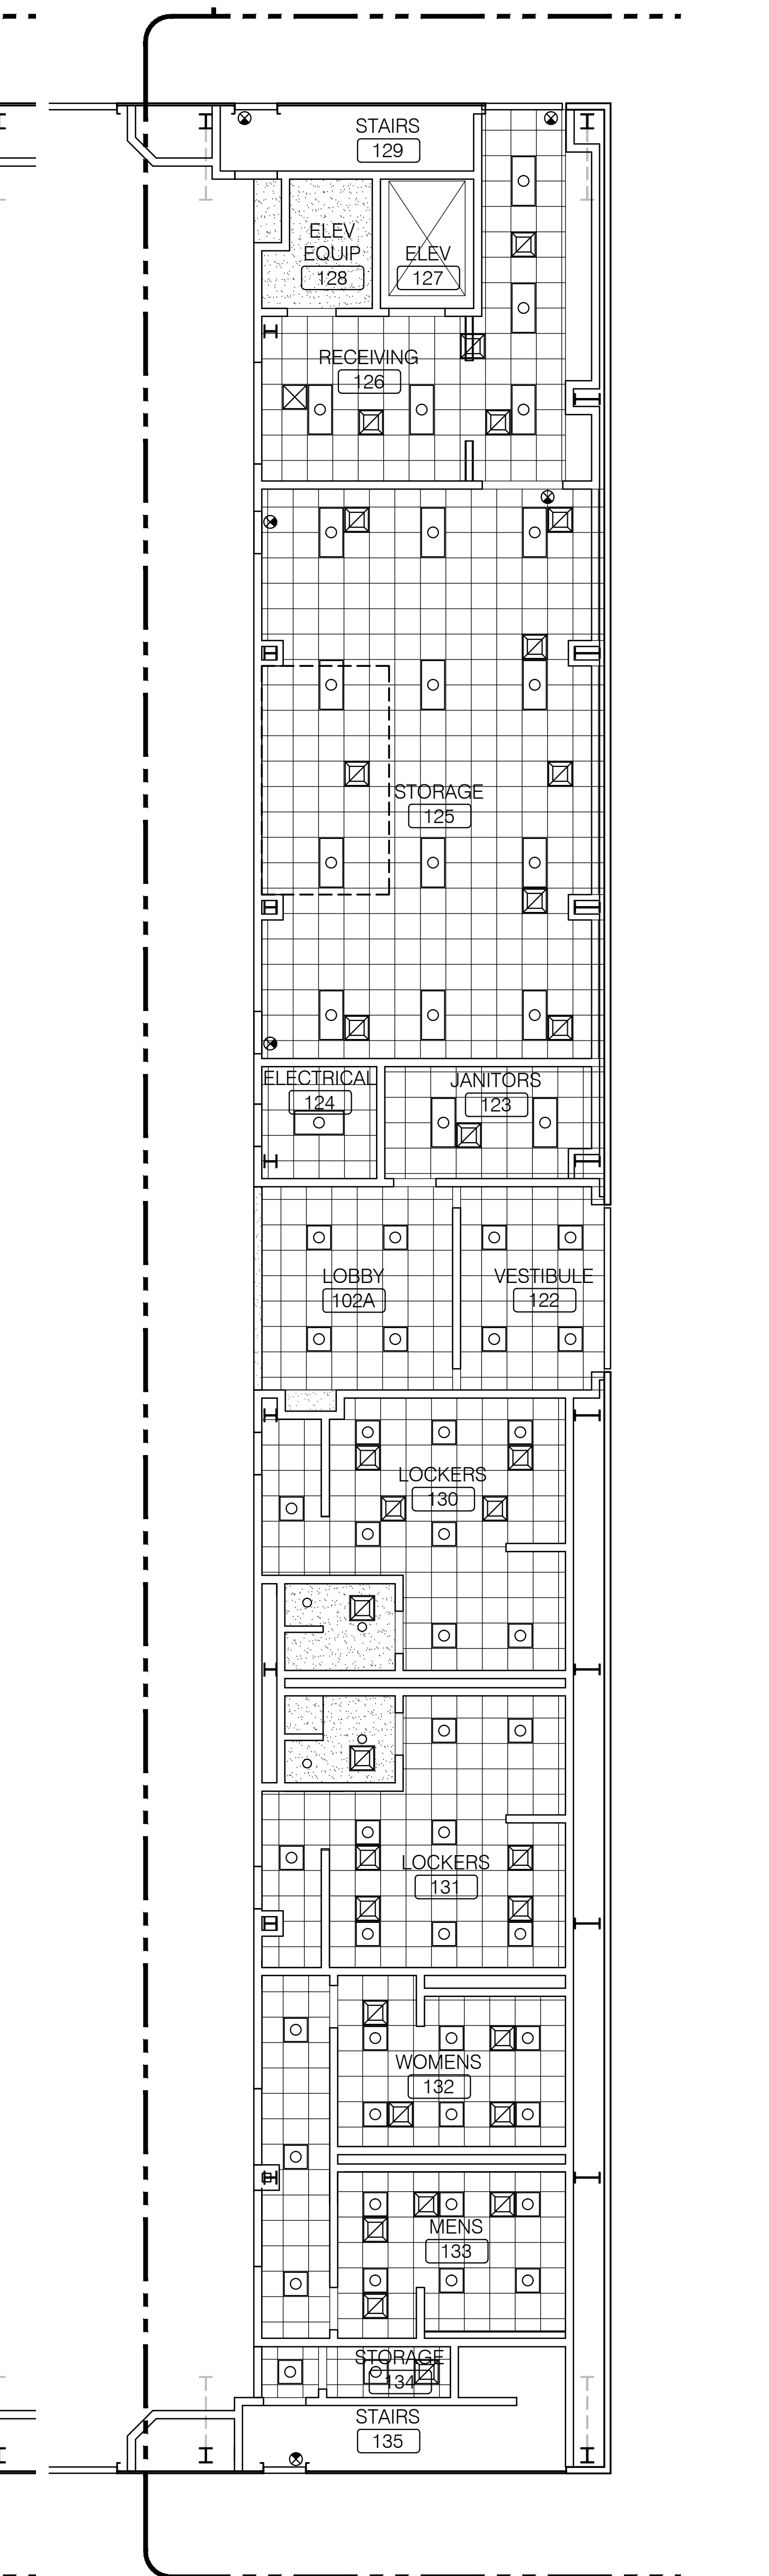 STAIRS
129
ELEV
EQUIP
128
ELEV
127
RECEIVING
126
STORAGE
125
ELECTRICAL
124
JANITORS
123
LOBBY
102A
VESTIBULE
122
LOCKERS
130
LOCKERS
131
WOMENS
132
MENS
133
STORAGE
134
STAIRS
135